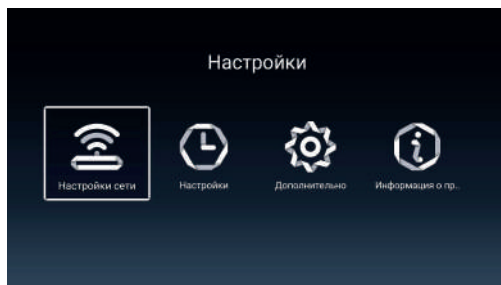 Настройки
Настройки сети
Настройки
Дополнительно
Информация о пр..